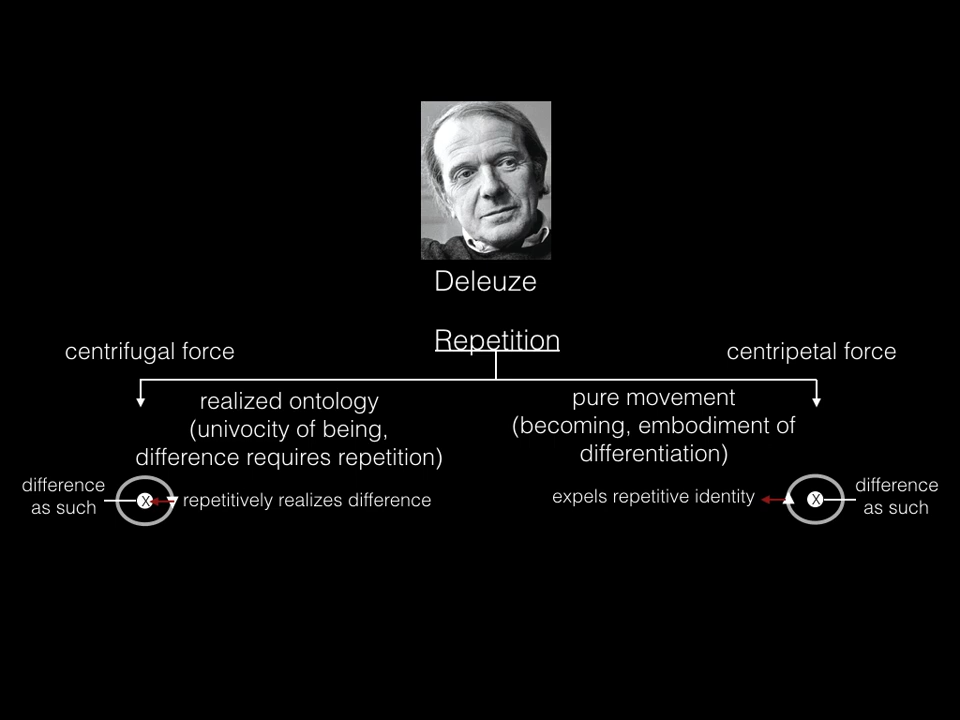 Deleuze
Repetition
centrifugal force
centripetal force
realized ontology
(univocity of being,
difference requires repetition)
pure movement
(becoming, embodiment of
differentiation)
difference
as such
X
repetitively realizes difference
expels repetitive identity
X
difference
as such